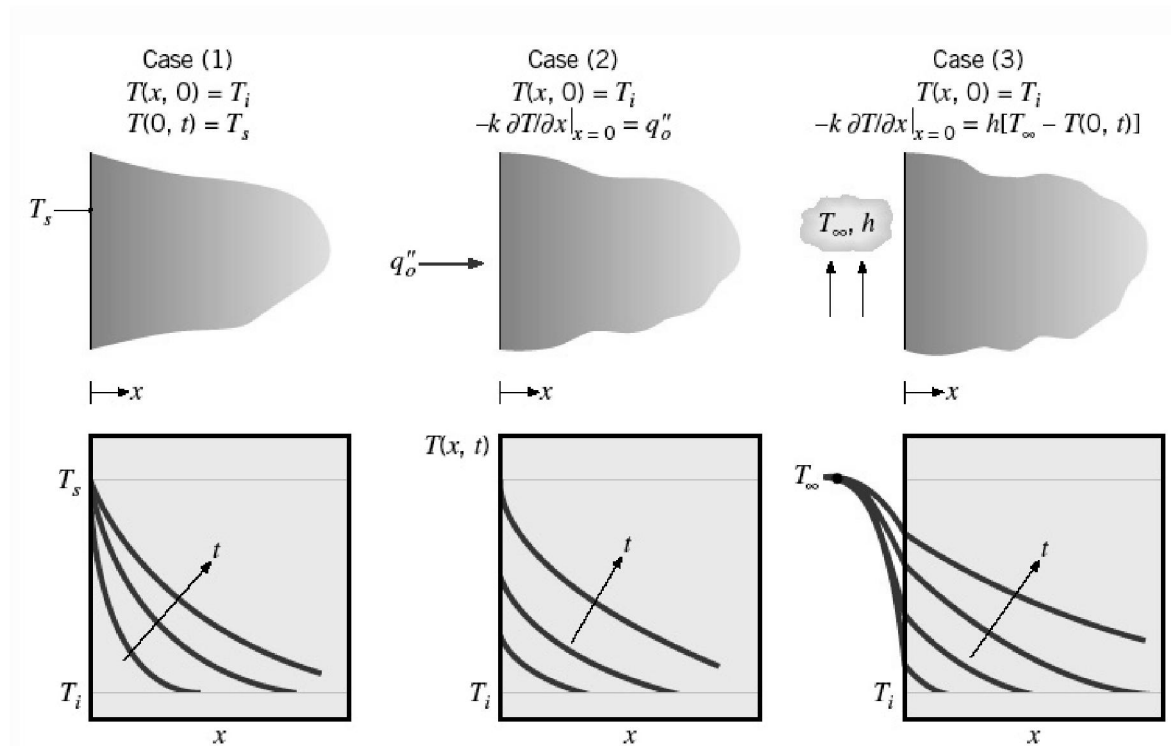 Case (1)
T(x, 0) = T_i
T(0, t) = T_s
T_s
x
Case (2)
T(x, 0) = T_i
–k ∂T/∂x|_{x = 0} = q″_o
q″_o
x
Case (3)
T(x, 0) = T_i
–k ∂T/∂x|_{x = 0} = h[T_∞ – T(0, t)]
T_∞, h
x
T_s
t
T_i
x
T(x, t)
t
T_i
x
T_∞
t
T_i
x